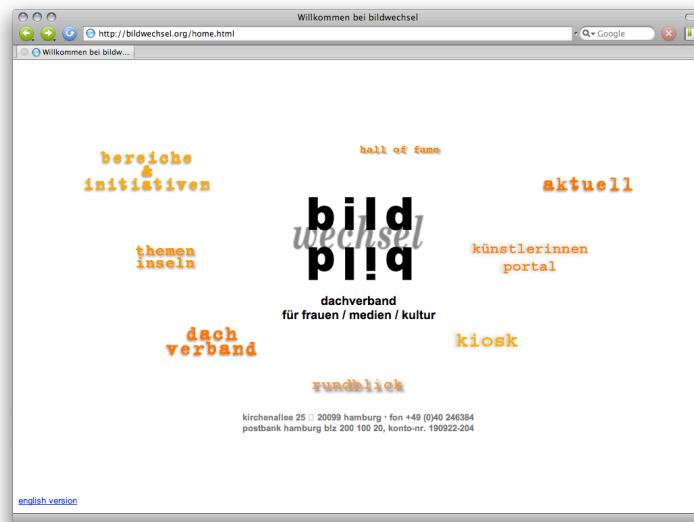 Willkommen bei bildwechsel
http://bildwechsel.org/home.html
Google
Willkommen bei bildw...
hall of fame
bereiche
&
initiativen
aktuell
bild
wechsel
bild
themen
inseln
künstlerinnen
portal
dachverband
für frauen / medien / kultur
dach
verband
kiosk
rundblick
kirchenallee 25 □ 20099 hamburg · fon +49 (0)40 246384
postbank hamburg blz 200 100 20, konto-nr. 190922-204
english version